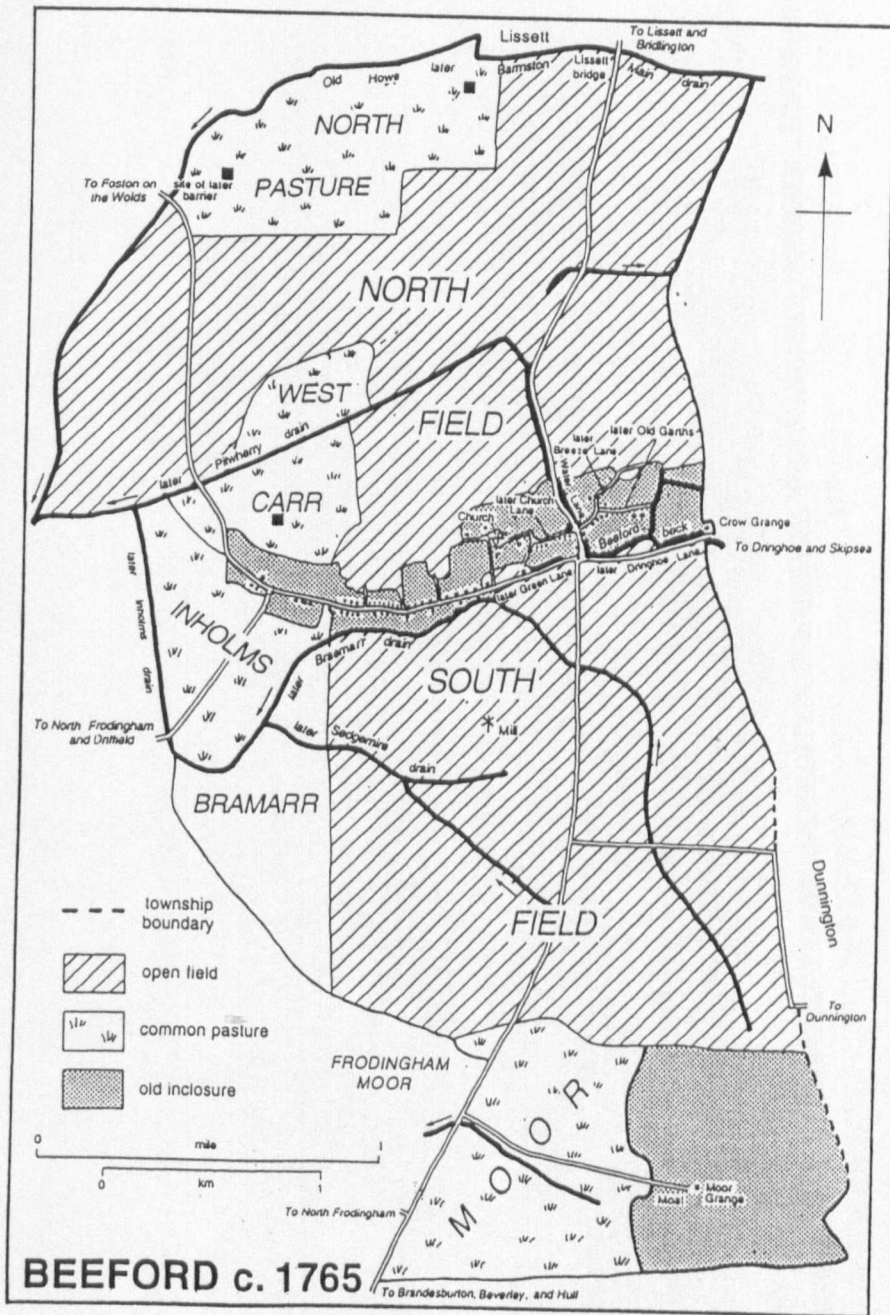 Lissett
To Lissett and
Bridlington
Old Howe later Barmston Main drain
Lissett
bridge
NORTH
PASTURE
To Foston on
the Wolds
site of later
barrier
N
NORTH
FIELD
WEST
CARR
later Pitwherry drain
later Old Garths
later
Breeze Lane
Water Lane
later Church
Lane
Church
Beeford beck
Crow Grange
To Dringhoe and Skipsea
later Dringhoe Lane
later Green Lane
later inholms drain
INHOLMS
later Braemarr drain
SOUTH
FIELD
Mill
To North Frodingham
and Driffield
later Sedgemire drain
BRAMARR
Dunnington
township
boundary
open field
common pasture
old inclosure
To
Dunnington
FRODINGHAM
MOOR
MOOR
0 mile 1
0 km 1
Moat
Moor
Grange
To North Frodingham
BEEFORD c. 1765
To Brandesburton, Beverley, and Hull